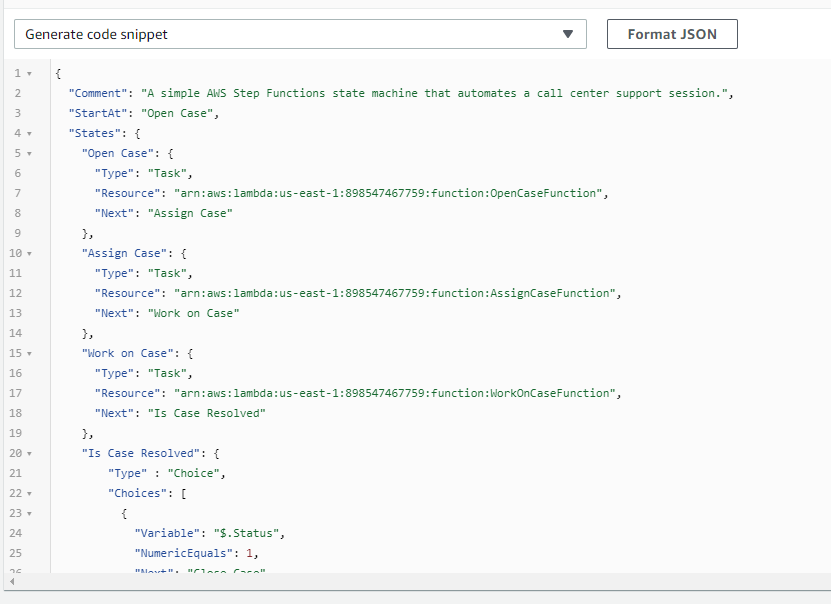 Generate code snippet
Format JSON
1 {
2 "Comment": "A simple AWS Step Functions state machine that automates a call center support session.",
3 "StartAt": "Open Case",
4 "States": {
5 "Open Case": {
6 "Type": "Task",
7 "Resource": "arn:aws:lambda:us-east-1:898547467759:function:OpenCaseFunction",
8 "Next": "Assign Case"
9 },
10 "Assign Case": {
11 "Type": "Task",
12 "Resource": "arn:aws:lambda:us-east-1:898547467759:function:AssignCaseFunction",
13 "Next": "Work on Case"
14 },
15 "Work on Case": {
16 "Type": "Task",
17 "Resource": "arn:aws:lambda:us-east-1:898547467759:function:WorkOnCaseFunction",
18 "Next": "Is Case Resolved"
19 },
20 "Is Case Resolved": {
21 "Type" : "Choice",
22 "Choices": [
23 {
24 "Variable": "$.Status",
25 "NumericEquals": 1,
26 "Next": "Close Case"